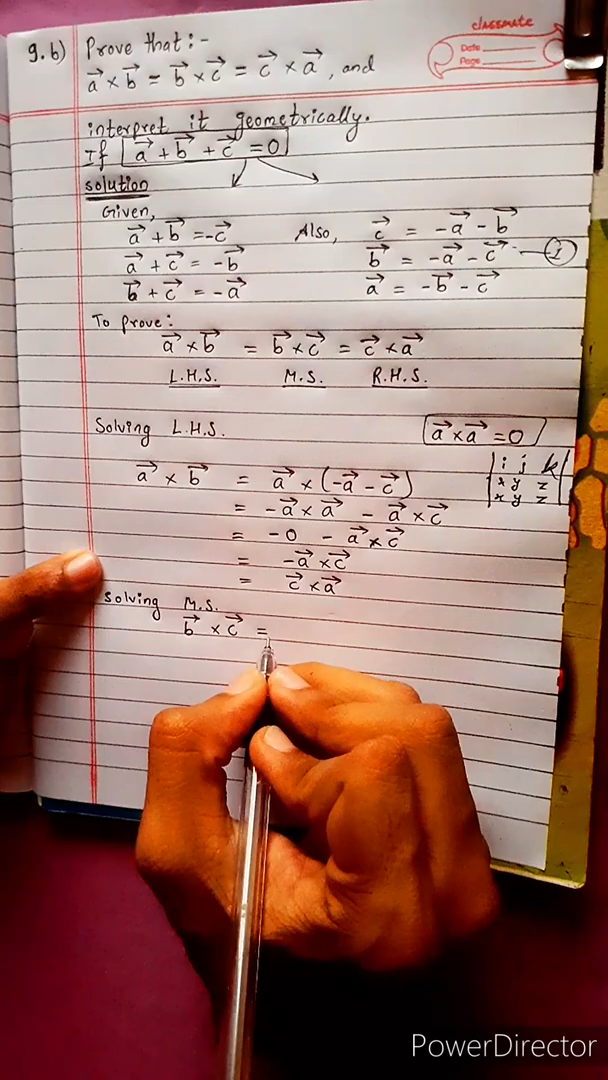 classmate
Date
Page
9. b) Prove that :-
a⃗ × b⃗ = b⃗ × c⃗ = c⃗ × a⃗, and
interpret it geometrically.
If a⃗ + b⃗ + c⃗ = 0
solution
Given,
a⃗ + b⃗ = -c⃗ Also, c⃗ = -a⃗ - b⃗
a⃗ + c⃗ = -b⃗ b⃗ = -a⃗ - c⃗ — 1
b⃗ + c⃗ = -a⃗ a⃗ = -b⃗ - c⃗
To prove:
a⃗ × b⃗ = b⃗ × c⃗ = c⃗ × a⃗
L.H.S. M.S. R.H.S.
Solving L.H.S. a⃗ × a⃗ = 0
| i j k |
| x y z |
| x y z |
a⃗ × b⃗ = a⃗ × (-a⃗ - c⃗)
= -a⃗ × a⃗ - a⃗ × c⃗
= -0 - a⃗ × c⃗
= -a⃗ × c⃗
= c⃗ × a⃗
Solving M.S.
b⃗ × c⃗ =
PowerDirector